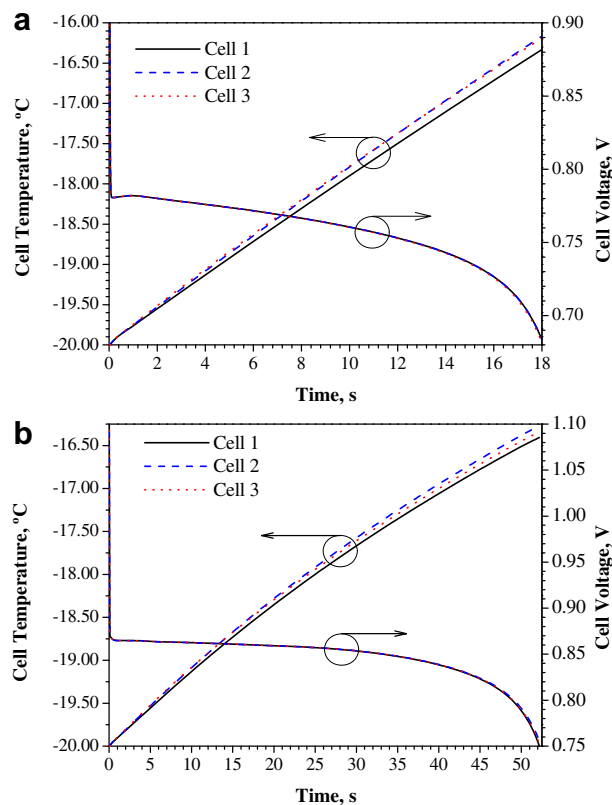 a
-16.00
-16.50
-17.00
-17.50
-18.00
-18.50
-19.00
-19.50
-20.00
Cell Temperature, °C
Cell 1
Cell 2
Cell 3
0.90
0.85
0.80
0.75
0.70
Cell Voltage, V
0 2 4 6 8 10 12 14 16 18
Time, s
b
-16.50
-17.00
-17.50
-18.00
-18.50
-19.00
-19.50
-20.00
Cell Temperature, °C
Cell 1
Cell 2
Cell 3
1.10
1.05
1.00
0.95
0.90
0.85
0.80
0.75
Cell Voltage, V
0 5 10 15 20 25 30 35 40 45 50
Time, s